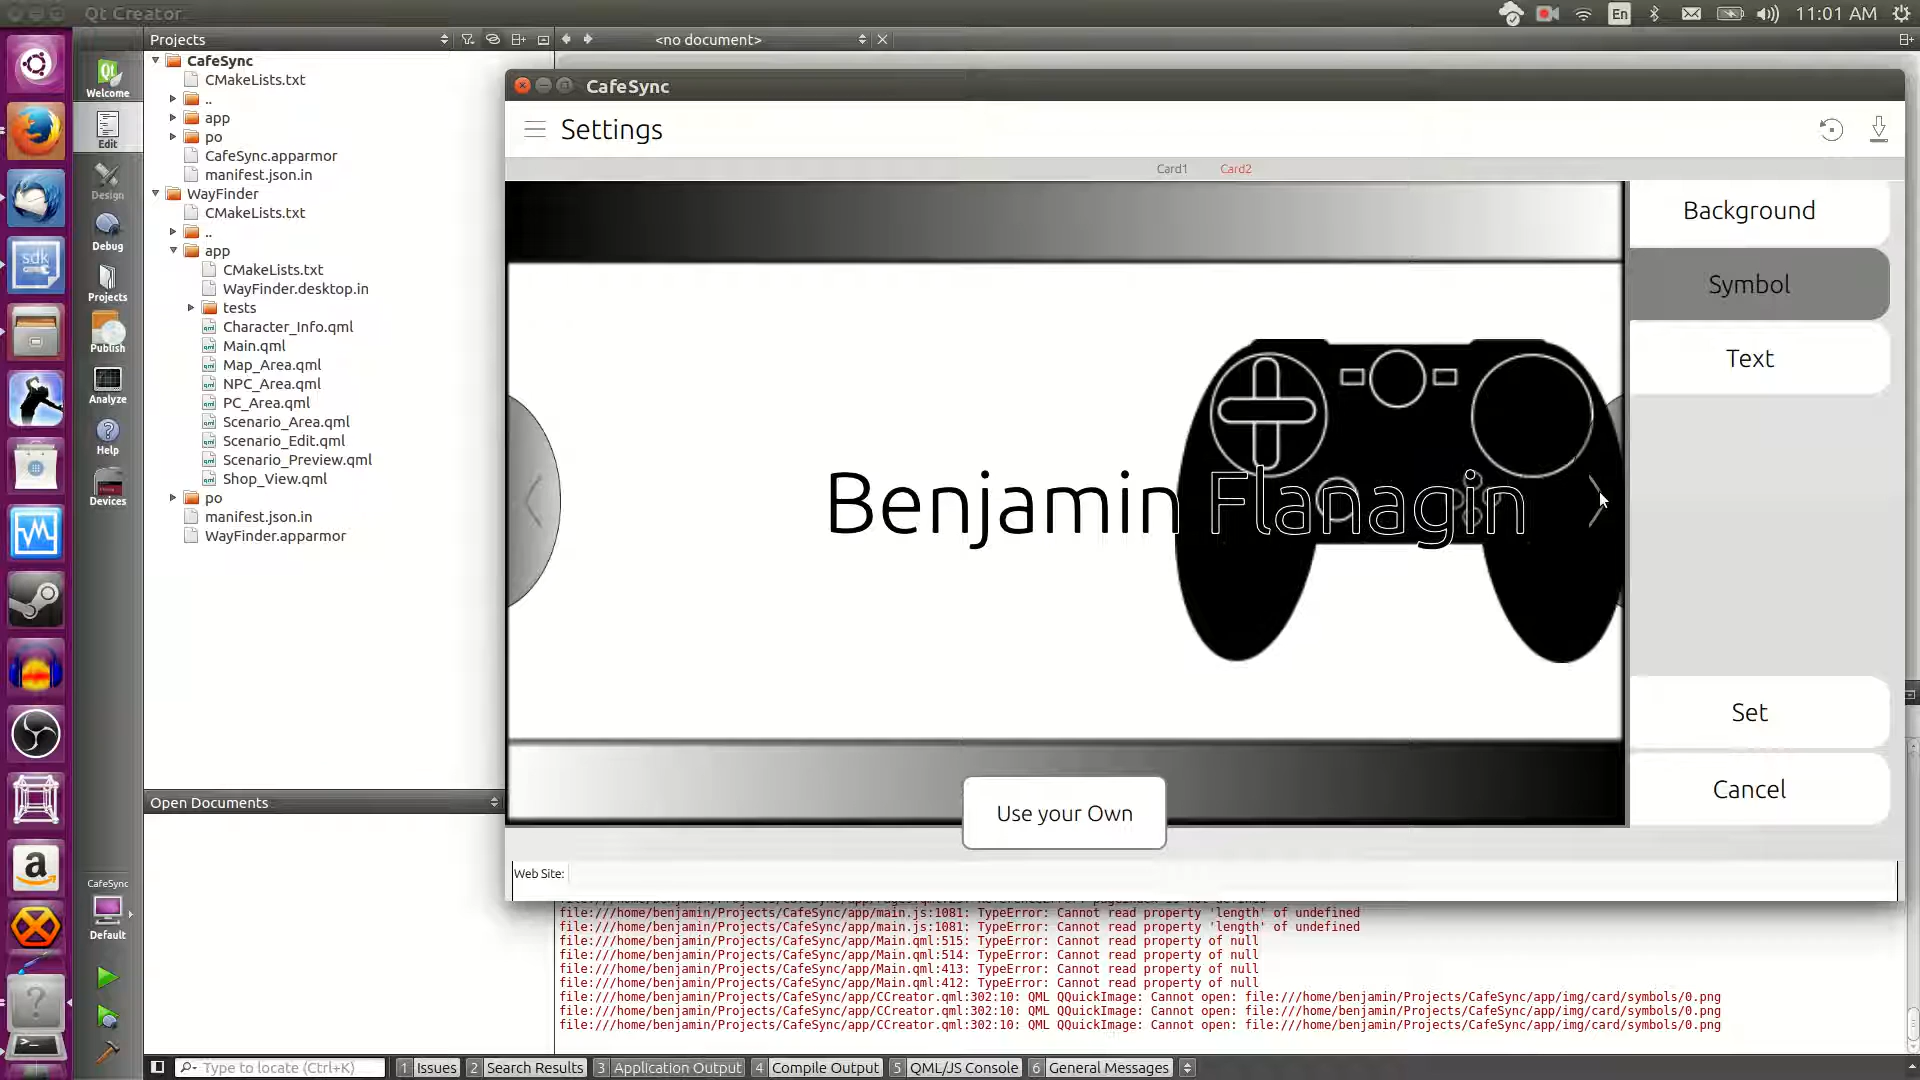 Qt Creator
En
11:01 AM
Projects
<no document>
Welcome
Edit
Design
Debug
Projects
Publish
Analyze
Help
Devices
CafeSync
Default
CafeSync
CMakeLists.txt
..
app
po
CafeSync.apparmor
manifest.json.in
WayFinder
CMakeLists.txt
..
app
CMakeLists.txt
WayFinder.desktop.in
tests
Character_Info.qml
Main.qml
Map_Area.qml
NPC_Area.qml
PC_Area.qml
Scenario_Area.qml
Scenario_Edit.qml
Scenario_Preview.qml
Shop_View.qml
po
manifest.json.in
WayFinder.apparmor
Open Documents
CafeSync
Settings
Card1 Card2
Background
Symbol
Text
Benjamin Flanagin
Set
Cancel
Use your Own
Web Site:
file:///home/benjamin/Projects/CafeSync/app/main.js:1081: TypeError: Cannot read property 'length' of undefined
file:///home/benjamin/Projects/CafeSync/app/main.js:1081: TypeError: Cannot read property 'length' of undefined
file:///home/benjamin/Projects/CafeSync/app/Main.qml:515: TypeError: Cannot read property of null
file:///home/benjamin/Projects/CafeSync/app/Main.qml:514: TypeError: Cannot read property of null
file:///home/benjamin/Projects/CafeSync/app/Main.qml:413: TypeError: Cannot read property of null
file:///home/benjamin/Projects/CafeSync/app/Main.qml:412: TypeError: Cannot read property of null
file:///home/benjamin/Projects/CafeSync/app/CCreator.qml:302:10: QML QQuickImage: Cannot open: file:///home/benjamin/Projects/CafeSync/app/img/card/symbols/0.png
file:///home/benjamin/Projects/CafeSync/app/CCreator.qml:302:10: QML QQuickImage: Cannot open: file:///home/benjamin/Projects/CafeSync/app/img/card/symbols/0.png
file:///home/benjamin/Projects/CafeSync/app/CCreator.qml:302:10: QML QQuickImage: Cannot open: file:///home/benjamin/Projects/CafeSync/app/img/card/symbols/0.png
Type to locate (Ctrl+K) 1 Issues 2 Search Results 3 Application Output 4 Compile Output 5 QML/JS Console 6 General Messages